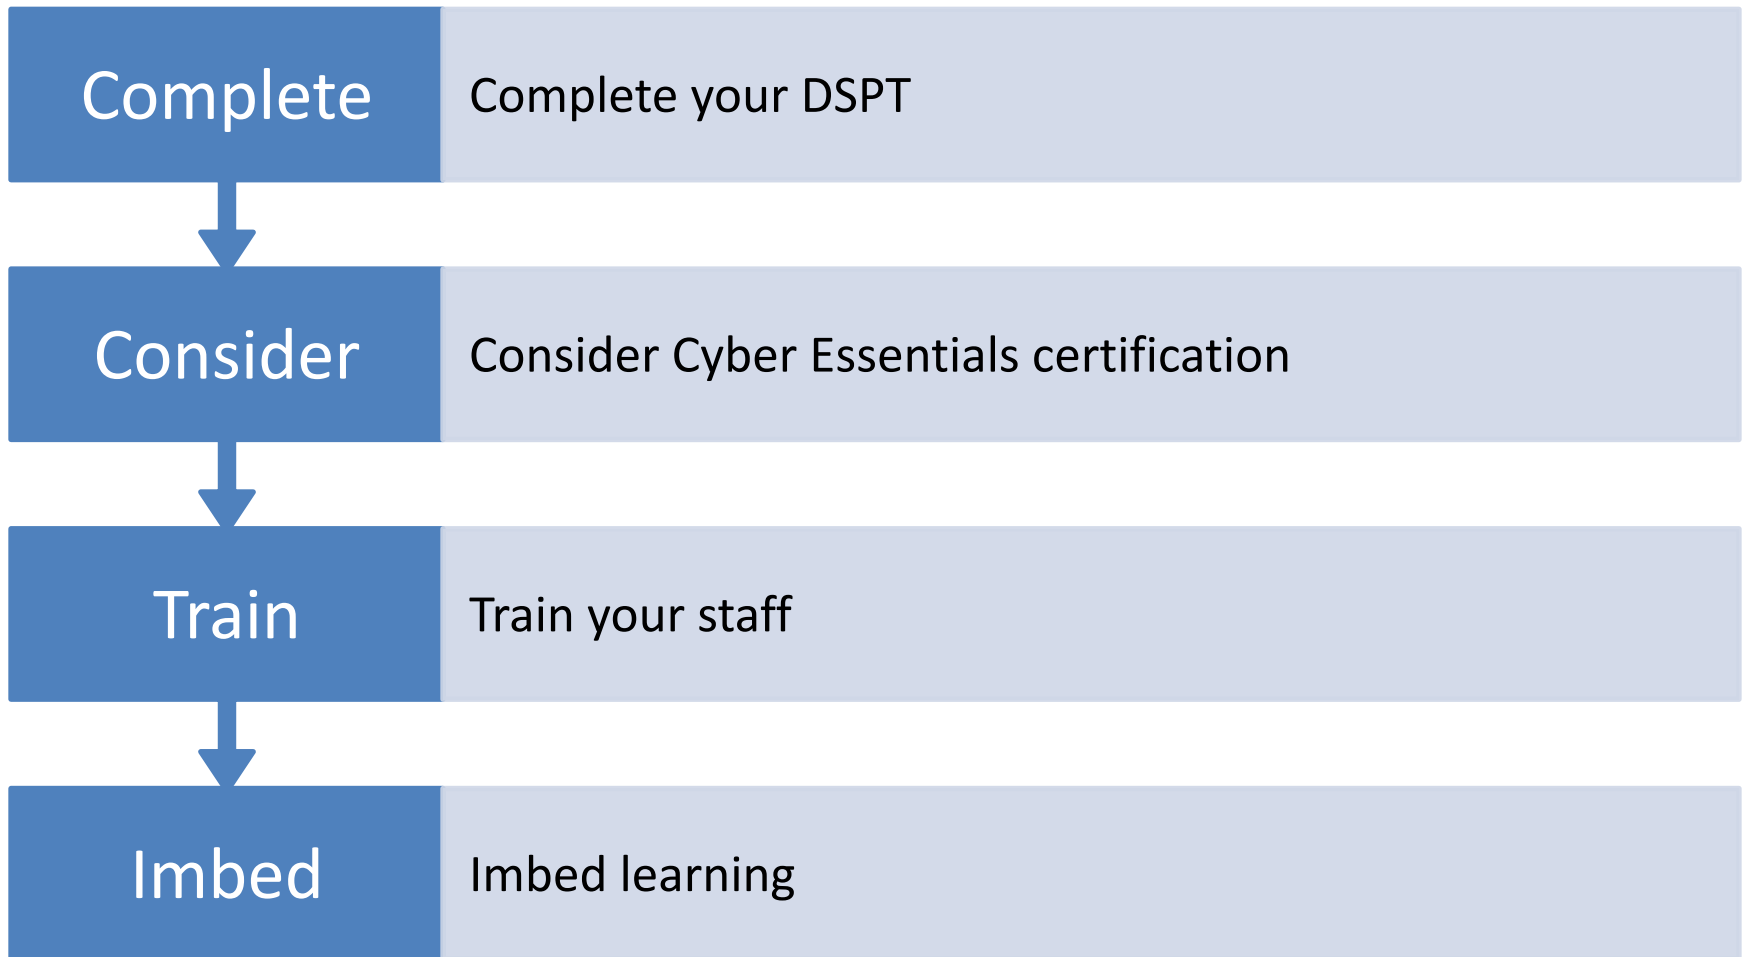 Complete
Complete your DSPT
Consider
Consider Cyber Essentials certification
Train
Train your staff
Imbed
Imbed learning